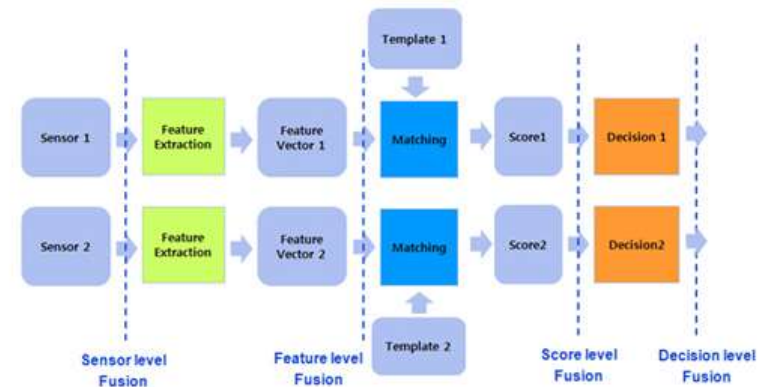 Template 1
Sensor 1
Feature
Extraction
Feature
Vector 1
Matching
Score1
Decision 1
Sensor 2
Feature
Extraction
Feature
Vector 2
Matching
Score2
Decision2
Template 2
Sensor level
Fusion
Feature level
Fusion
Score level
Fusion
Decision level
Fusion